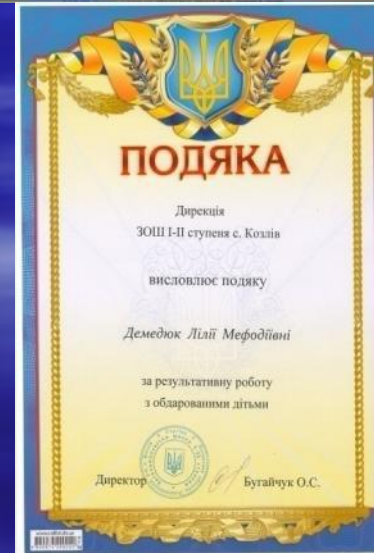 ПОДЯКА
Дирекція
ЗОШ І-ІІ ступеня с. Козлів
висловлює подяку
Демедюк Лілії Мефодіївні
за результативну роботу
з обдарованими дітьми
Директор Бугайчук О.С.